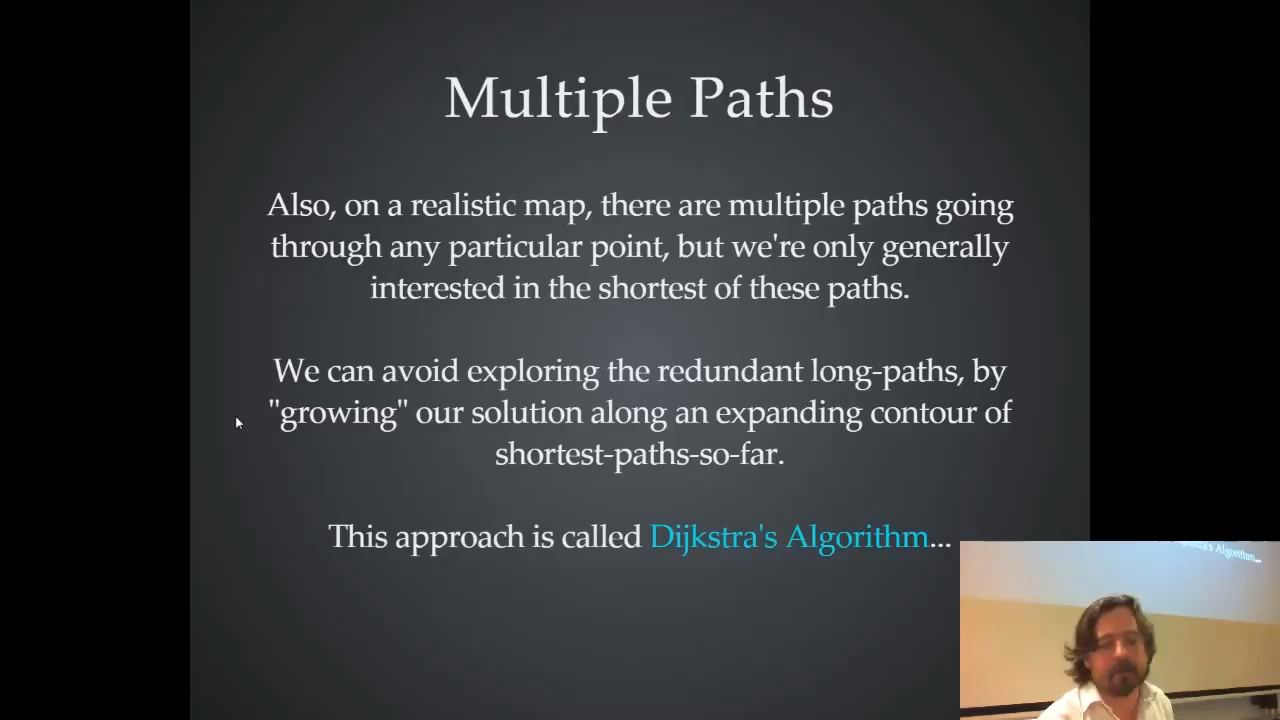 Multiple Paths
Also, on a realistic map, there are multiple paths going
through any particular point, but we're only generally
interested in the shortest of these paths.
We can avoid exploring the redundant long-paths, by
"growing" our solution along an expanding contour of
shortest-paths-so-far.
This approach is called Dijkstra's Algorithm...
Algorithm...